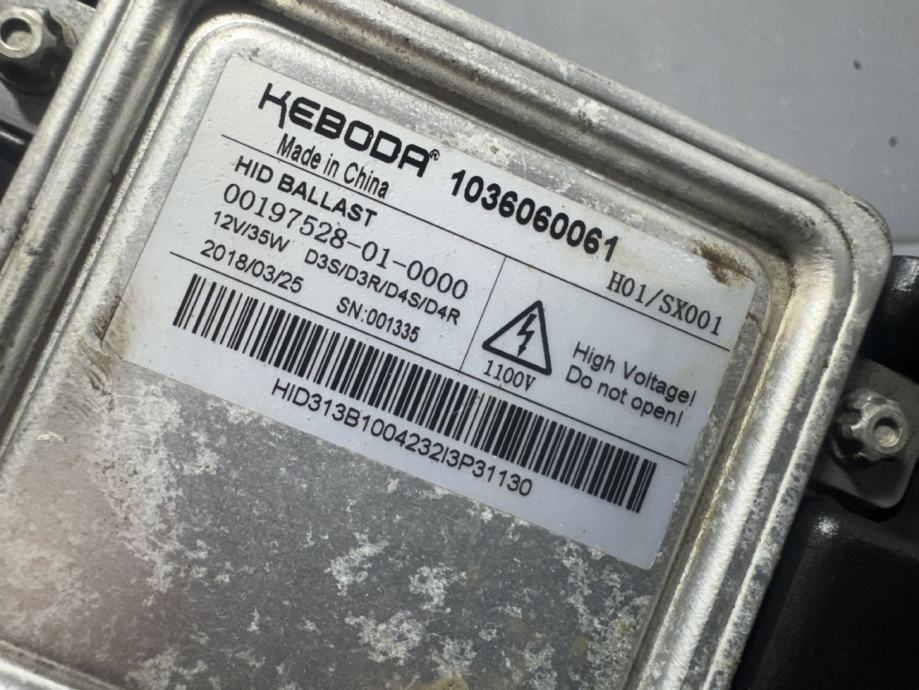 KEBODA® 1036060061
Made in China
H01/SX001
HID BALLAST
00197528-01-0000
12V/35W D3S/D3R/D4S/D4R
2018/03/25 SN:001335
1100V
High Voltage!
Do not open!
HID313B1004232I3P31130